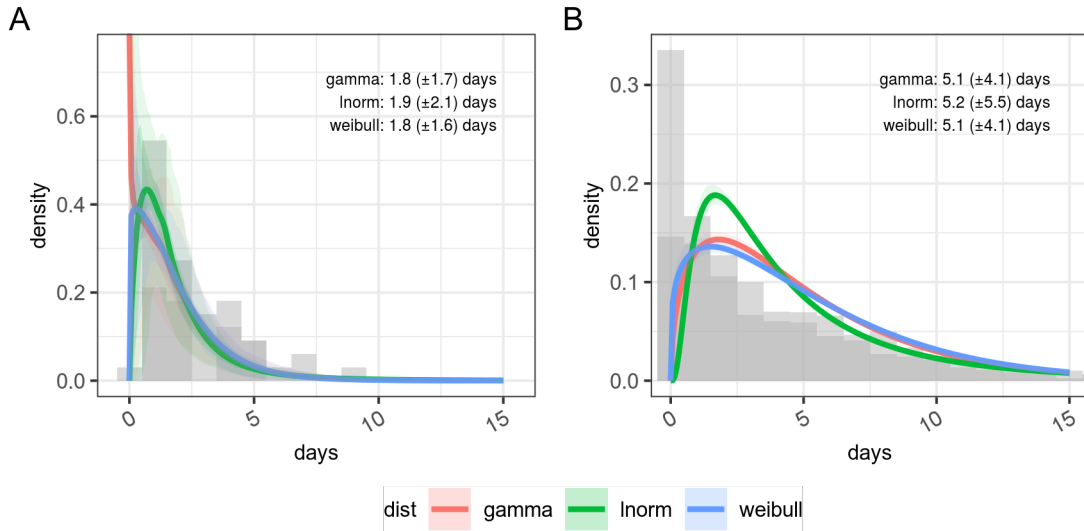 A
B
gamma: 1.8 (±1.7) days
lnorm: 1.9 (±2.1) days
weibull: 1.8 (±1.6) days
gamma: 5.1 (±4.1) days
lnorm: 5.2 (±5.5) days
weibull: 5.1 (±4.1) days
density
0.6
0.4
0.2
0.0
0
5
10
15
days
density
0.3
0.2
0.1
0.0
0
5
10
15
days
dist gamma lnorm weibull